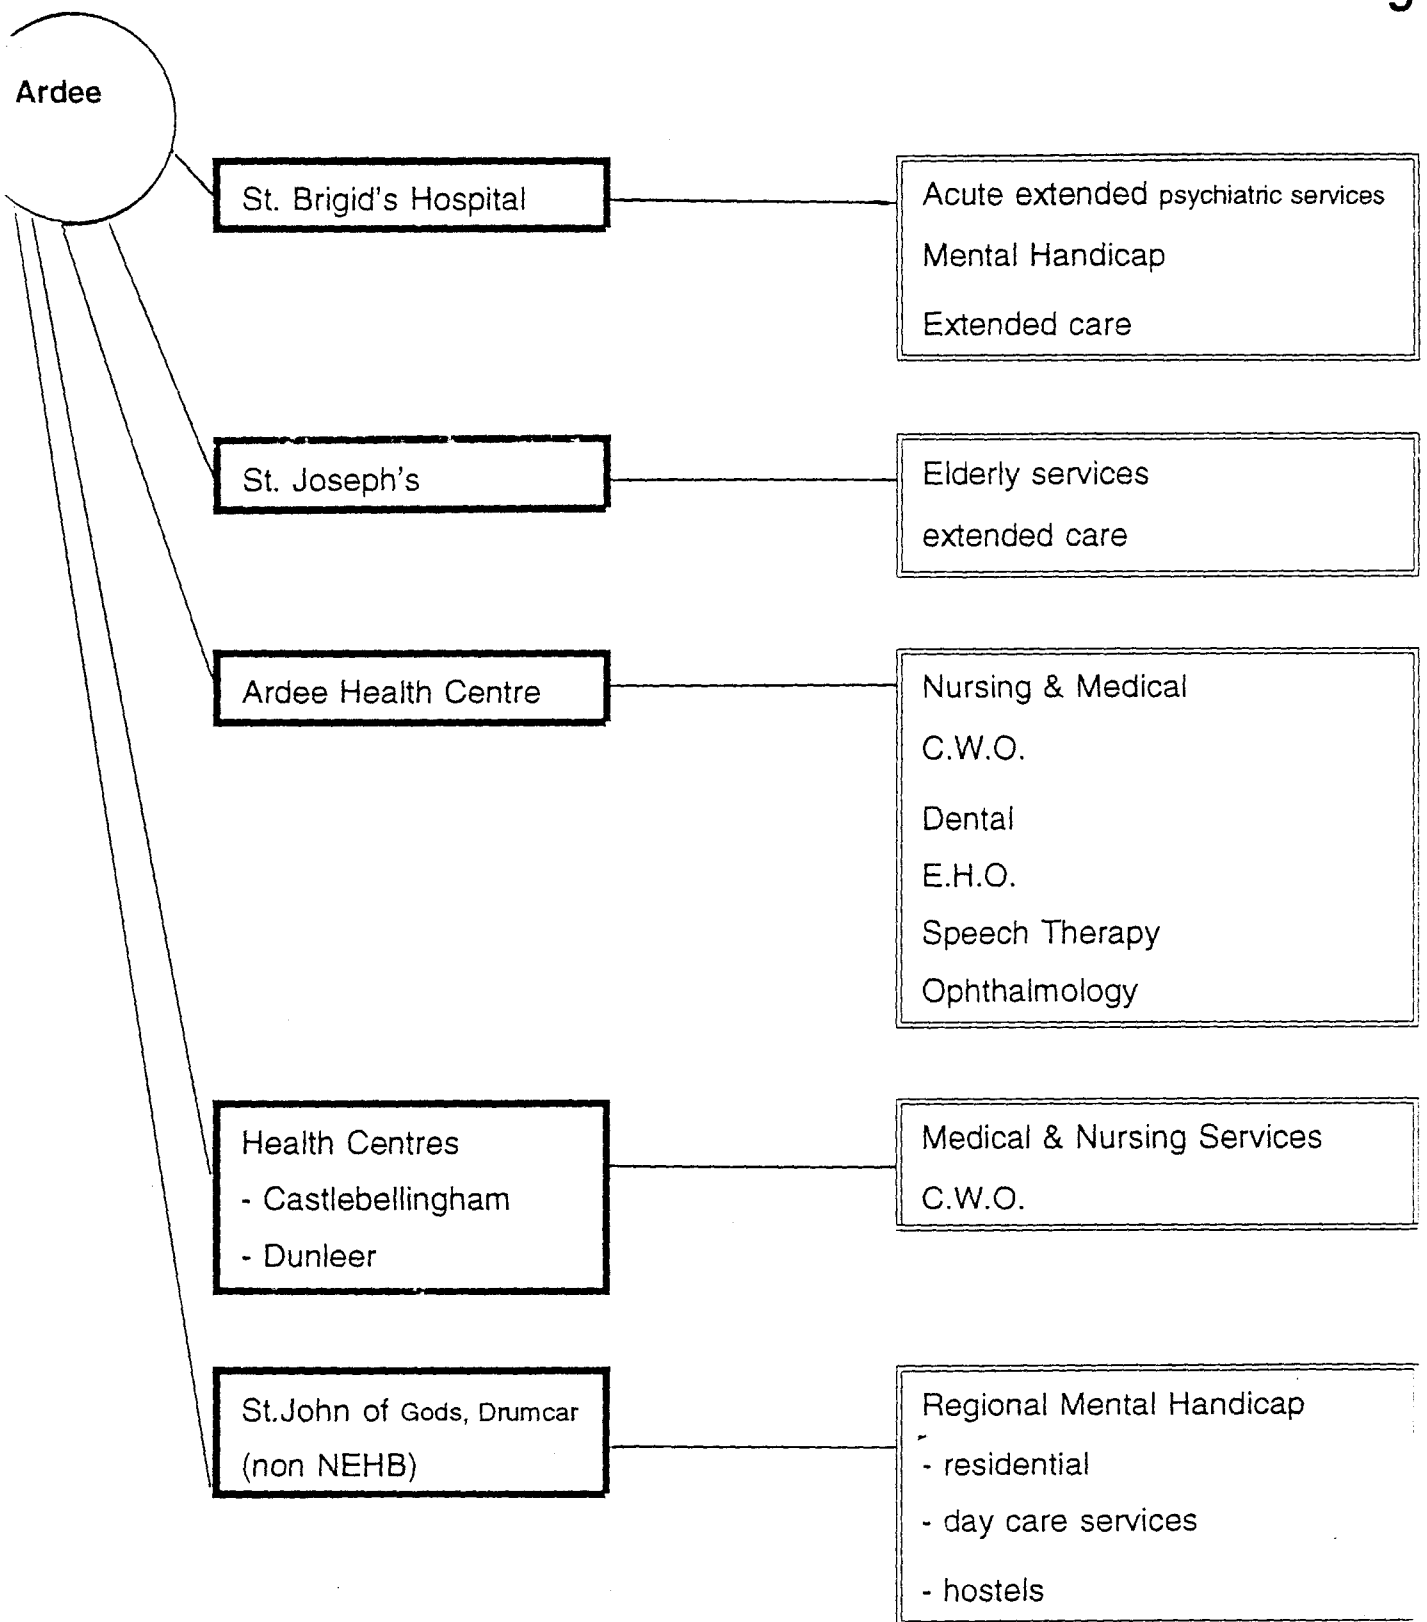 Ardee
St. Brigid's Hospital
Acute extended psychiatric services
Mental Handicap
Extended care
St. Joseph's
Elderly services
extended care
Ardee Health Centre
Nursing & Medical
C.W.O.
Dental
E.H.O.
Speech Therapy
Ophthalmology
Health Centres
- Castlebellingham
- Dunleer
Medical & Nursing Services
C.W.O.
St.John of Gods, Drumcar
(non NEHB)
Regional Mental Handicap
- residential
- day care services
- hostels